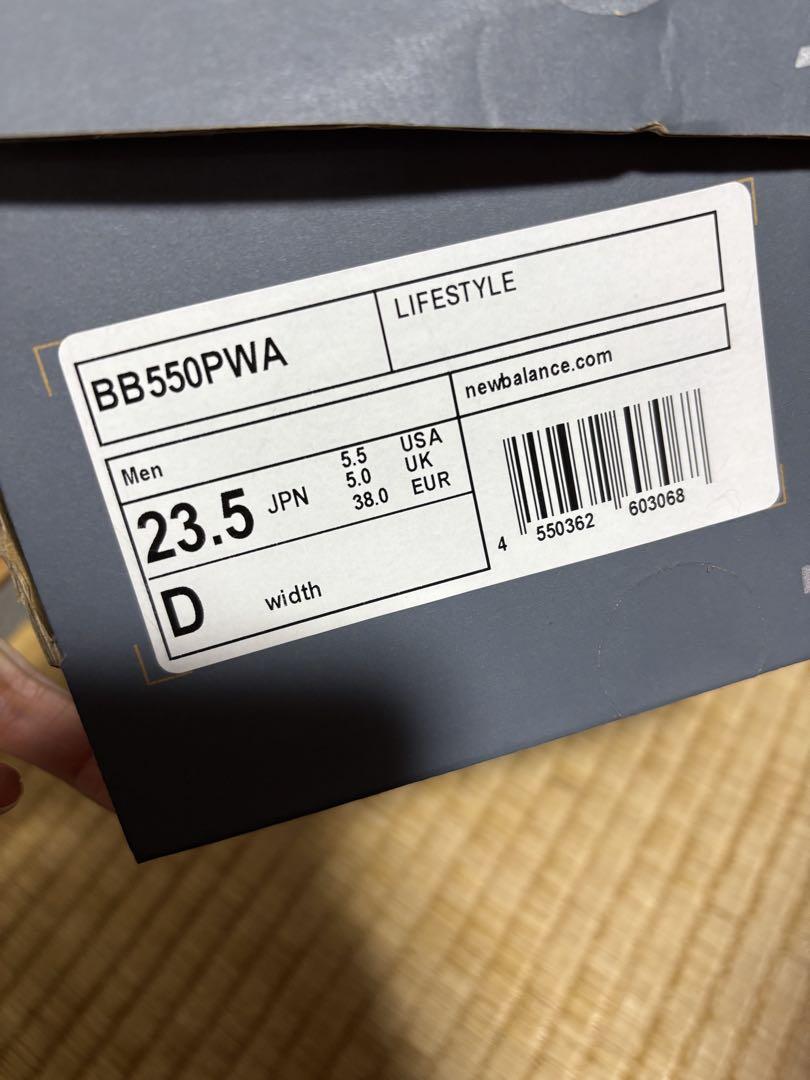 BB550PWA
LIFESTYLE
newbalance.com
Men
23.5 JPN
5.5 USA
5.0 UK
38.0 EUR
D width
4 550362 603068